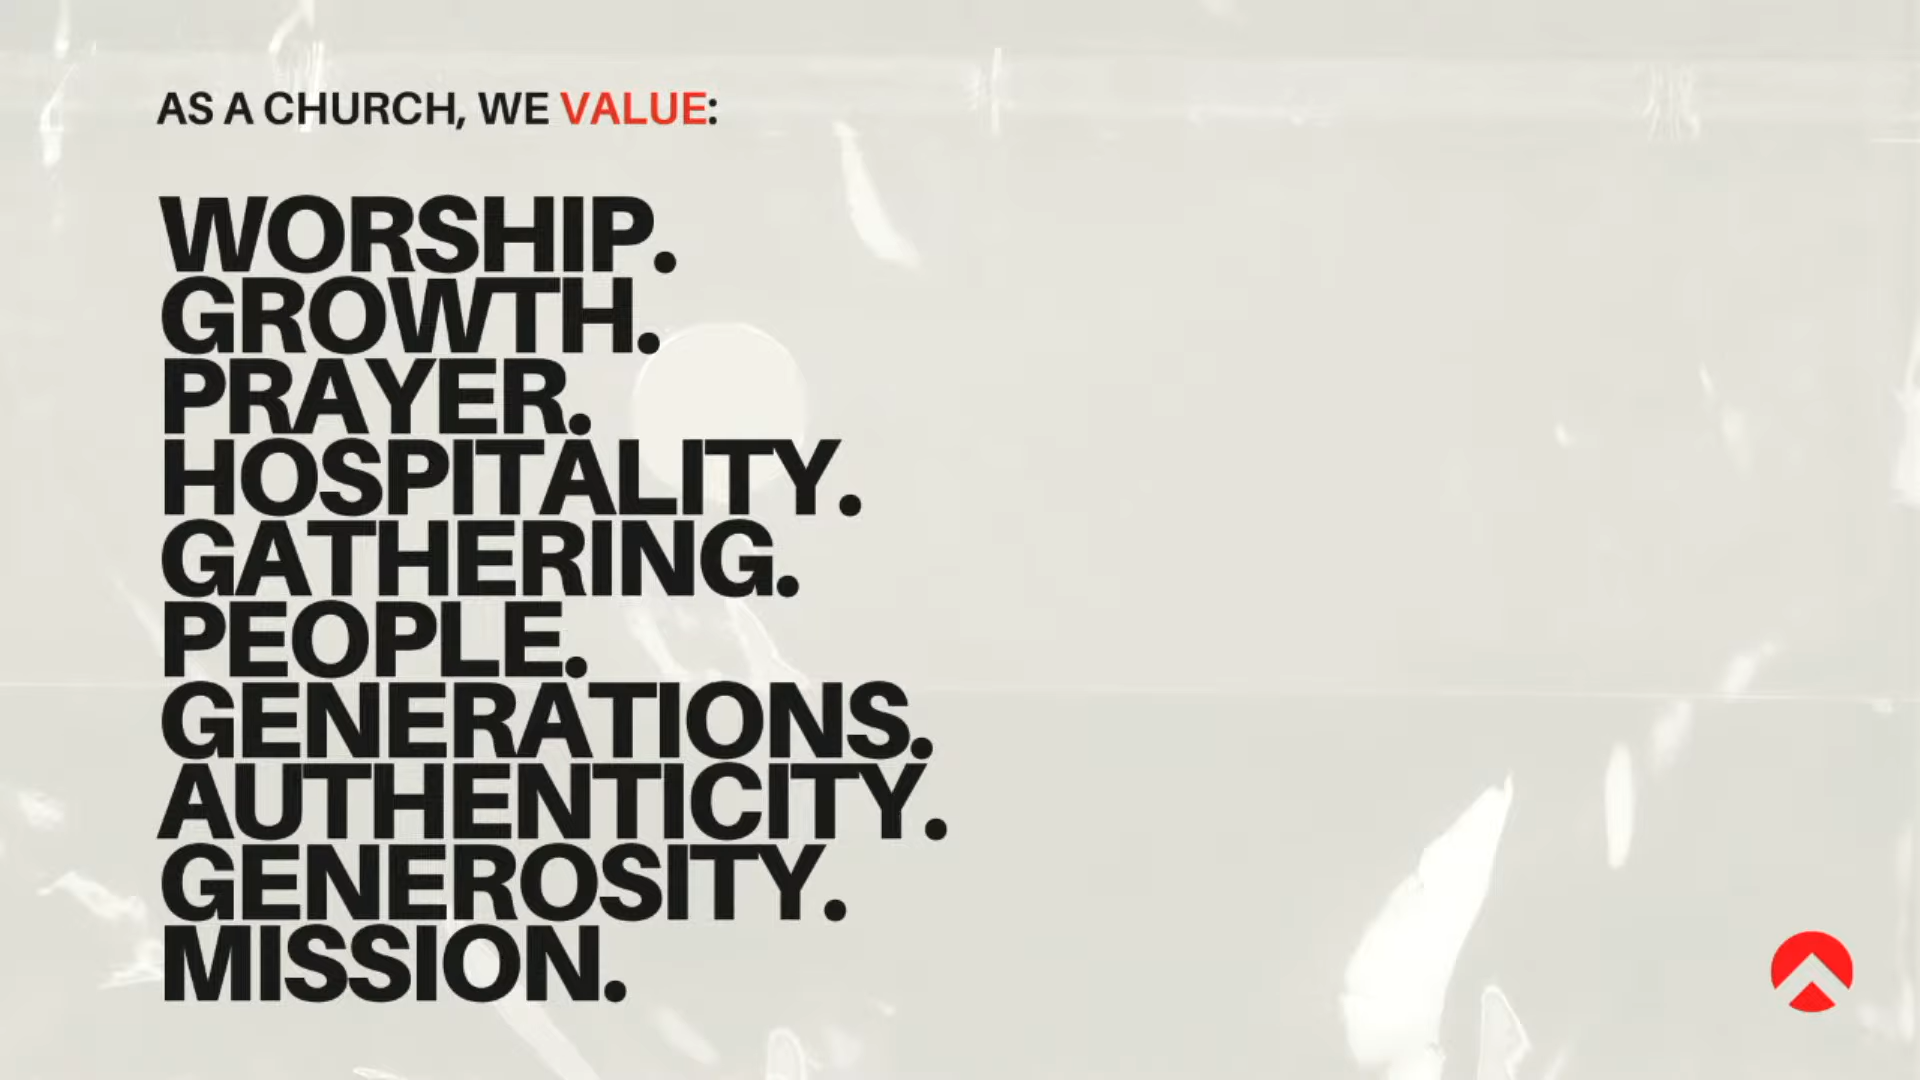 AS A CHURCH, WE VALUE:
WORSHIP.
GROWTH.
PRAYER.
HOSPITALITY.
GATHERING.
PEOPLE.
GENERATIONS.
AUTHENTICITY.
GENEROSITY.
MISSION.